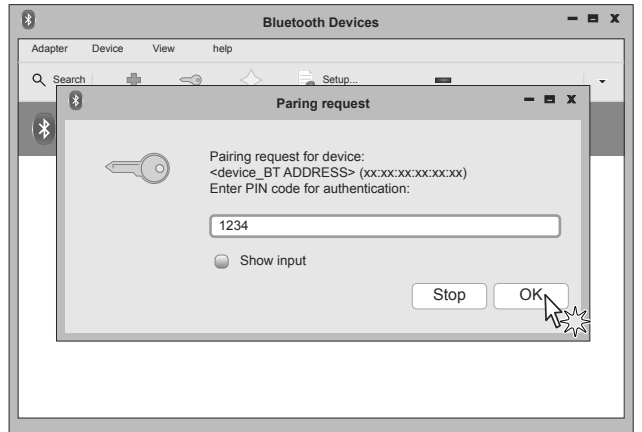 Bluetooth Devices
Adapter Device View help
Search Setup...
Paring request
Pairing request for device:
<device_BT ADDRESS> (xx:xx:xx:xx:xx:xx)
Enter PIN code for authentication:
1234
Show input
Stop OK